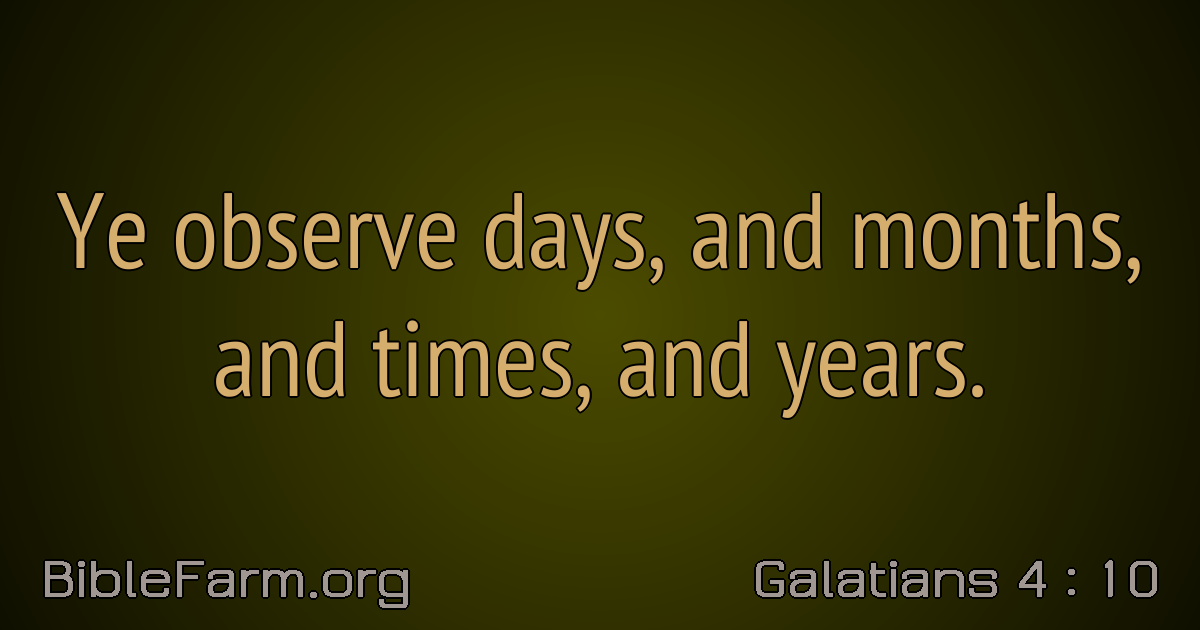 Ye observe days, and months,
and times, and years.
BibleFarm.org
Galatians 4 : 10